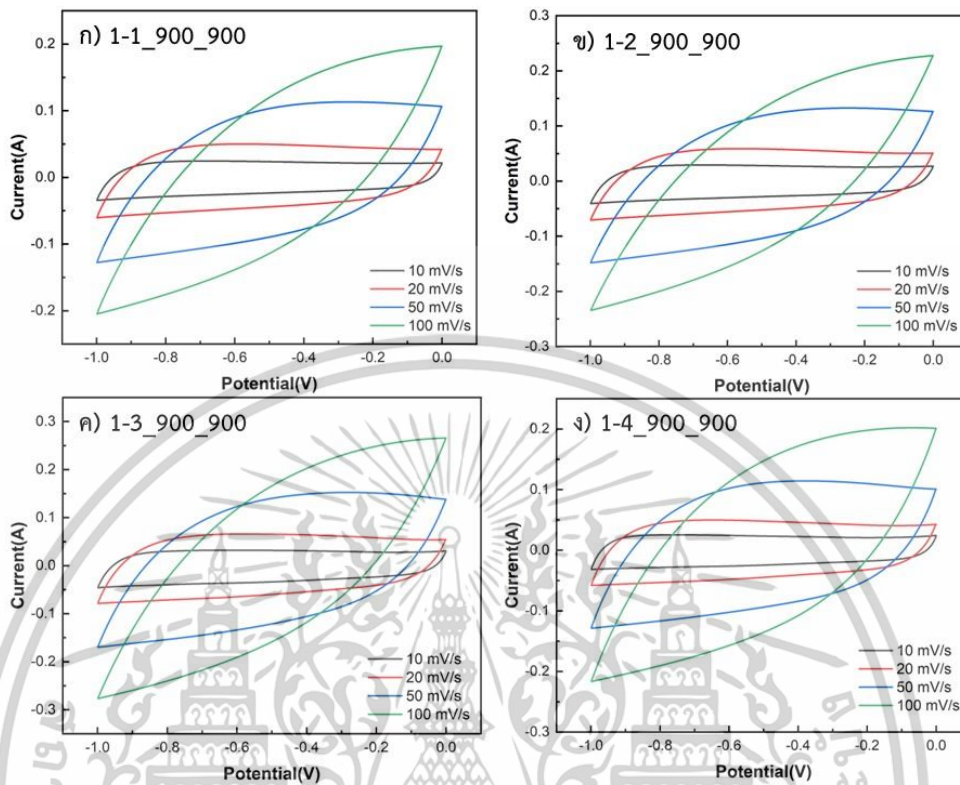 ก) 1-1_900_900
0.2
0.1
0.0
-0.1
-0.2
Current(A)
10 mV/s
20 mV/s
50 mV/s
100 mV/s
-1.0 -0.8 -0.6 -0.4 -0.2 0.0
Potential(V)
ข) 1-2_900_900
0.3
0.2
0.1
0.0
-0.1
-0.2
-0.3
Current(A)
10 mV/s
20 mV/s
50 mV/s
100 mV/s
-1.0 -0.8 -0.6 -0.4 -0.2 0.0
Potential(V)
ค) 1-3_900_900
0.3
0.2
0.1
0.0
-0.1
-0.2
-0.3
Current(A)
10 mV/s
20 mV/s
50 mV/s
100 mV/s
-1.0 -0.8 -0.6 -0.4 -0.2 0.0
Potential(V)
ง) 1-4_900_900
0.2
0.1
0.0
-0.1
-0.2
-0.3
Current(A)
10 mV/s
20 mV/s
50 mV/s
100 mV/s
-1.0 -0.8 -0.6 -0.4 -0.2 0.0
Potential(V)